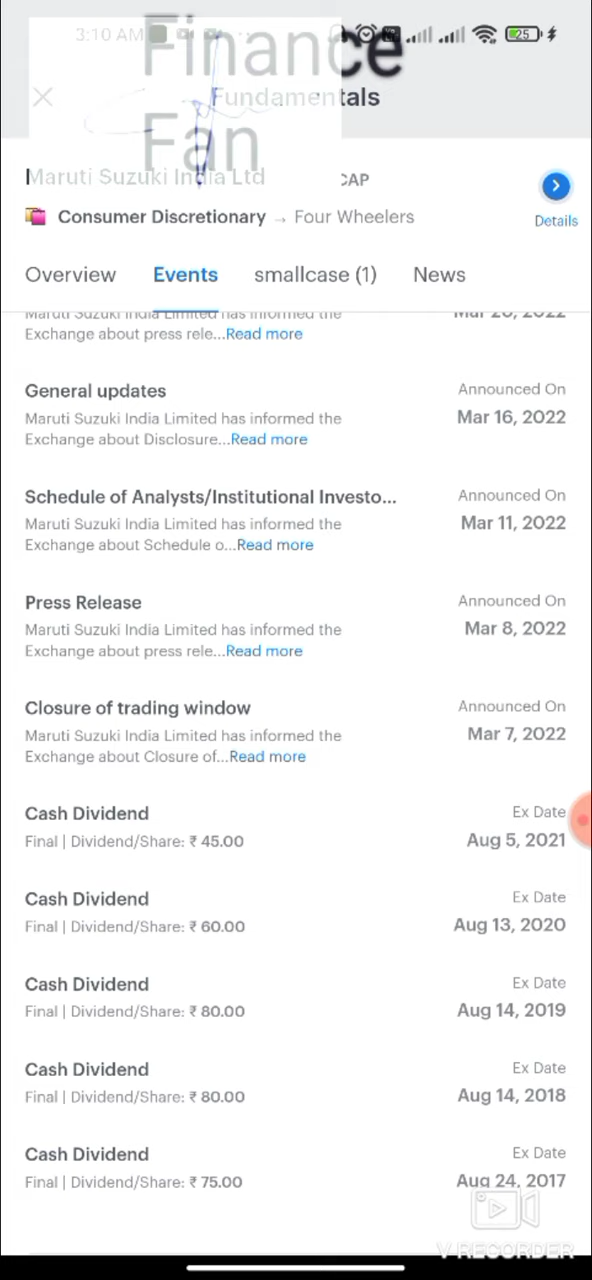 3:10 AM
25
Finance
Fundamentals
Fan
Maruti Suzuki India Ltd
CAP
Consumer Discretionary → Four Wheelers
Details
Overview Events smallcase (1) News
Maruti Suzuki India Limited has informed the
Exchange about press rele...Read more
General updates Announced On
Maruti Suzuki India Limited has informed the Mar 16, 2022
Exchange about Disclosure...Read more
Schedule of Analysts/Institutional Investo... Announced On
Maruti Suzuki India Limited has informed the Mar 11, 2022
Exchange about Schedule o...Read more
Press Release Announced On
Maruti Suzuki India Limited has informed the Mar 8, 2022
Exchange about press rele...Read more
Closure of trading window Announced On
Maruti Suzuki India Limited has informed the Mar 7, 2022
Exchange about Closure of...Read more
Cash Dividend Ex Date
Final | Dividend/Share: ₹ 45.00 Aug 5, 2021
Cash Dividend Ex Date
Final | Dividend/Share: ₹ 60.00 Aug 13, 2020
Cash Dividend Ex Date
Final | Dividend/Share: ₹ 80.00 Aug 14, 2019
Cash Dividend Ex Date
Final | Dividend/Share: ₹ 80.00 Aug 14, 2018
Cash Dividend Ex Date
Final | Dividend/Share: ₹ 75.00 Aug 24, 2017
V RECORDER